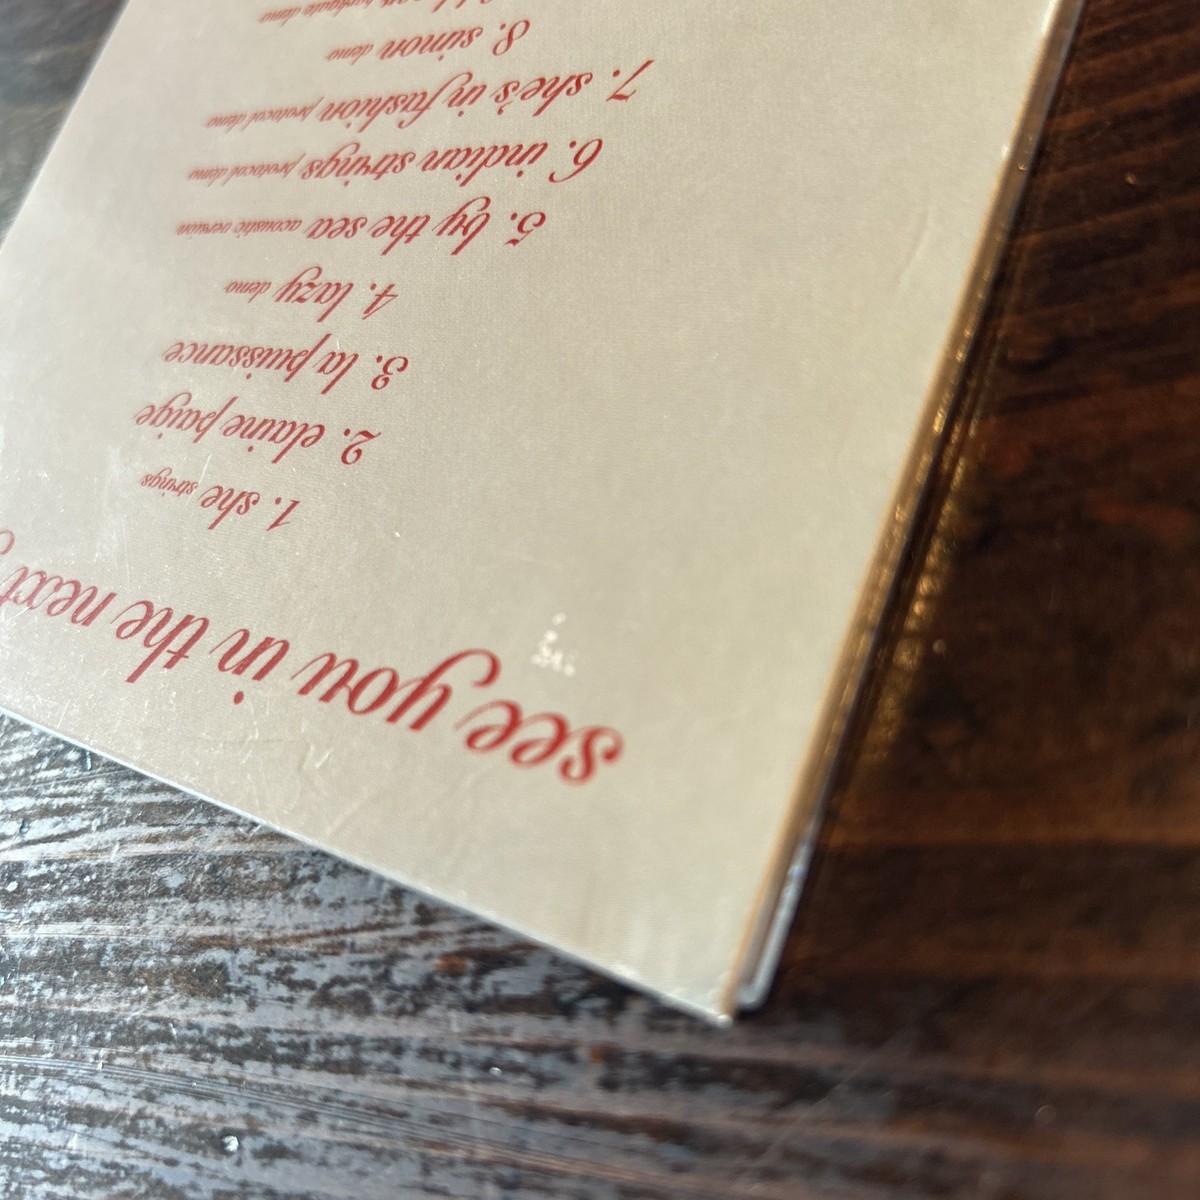 see you in the next
1. she strings
2. elaine paige
3. la puissance
4. lazy demo
5. by the sea acoustic version
6. indian strings protocol demo
7. she's in fashion protocol demo
8. simon demo
demo